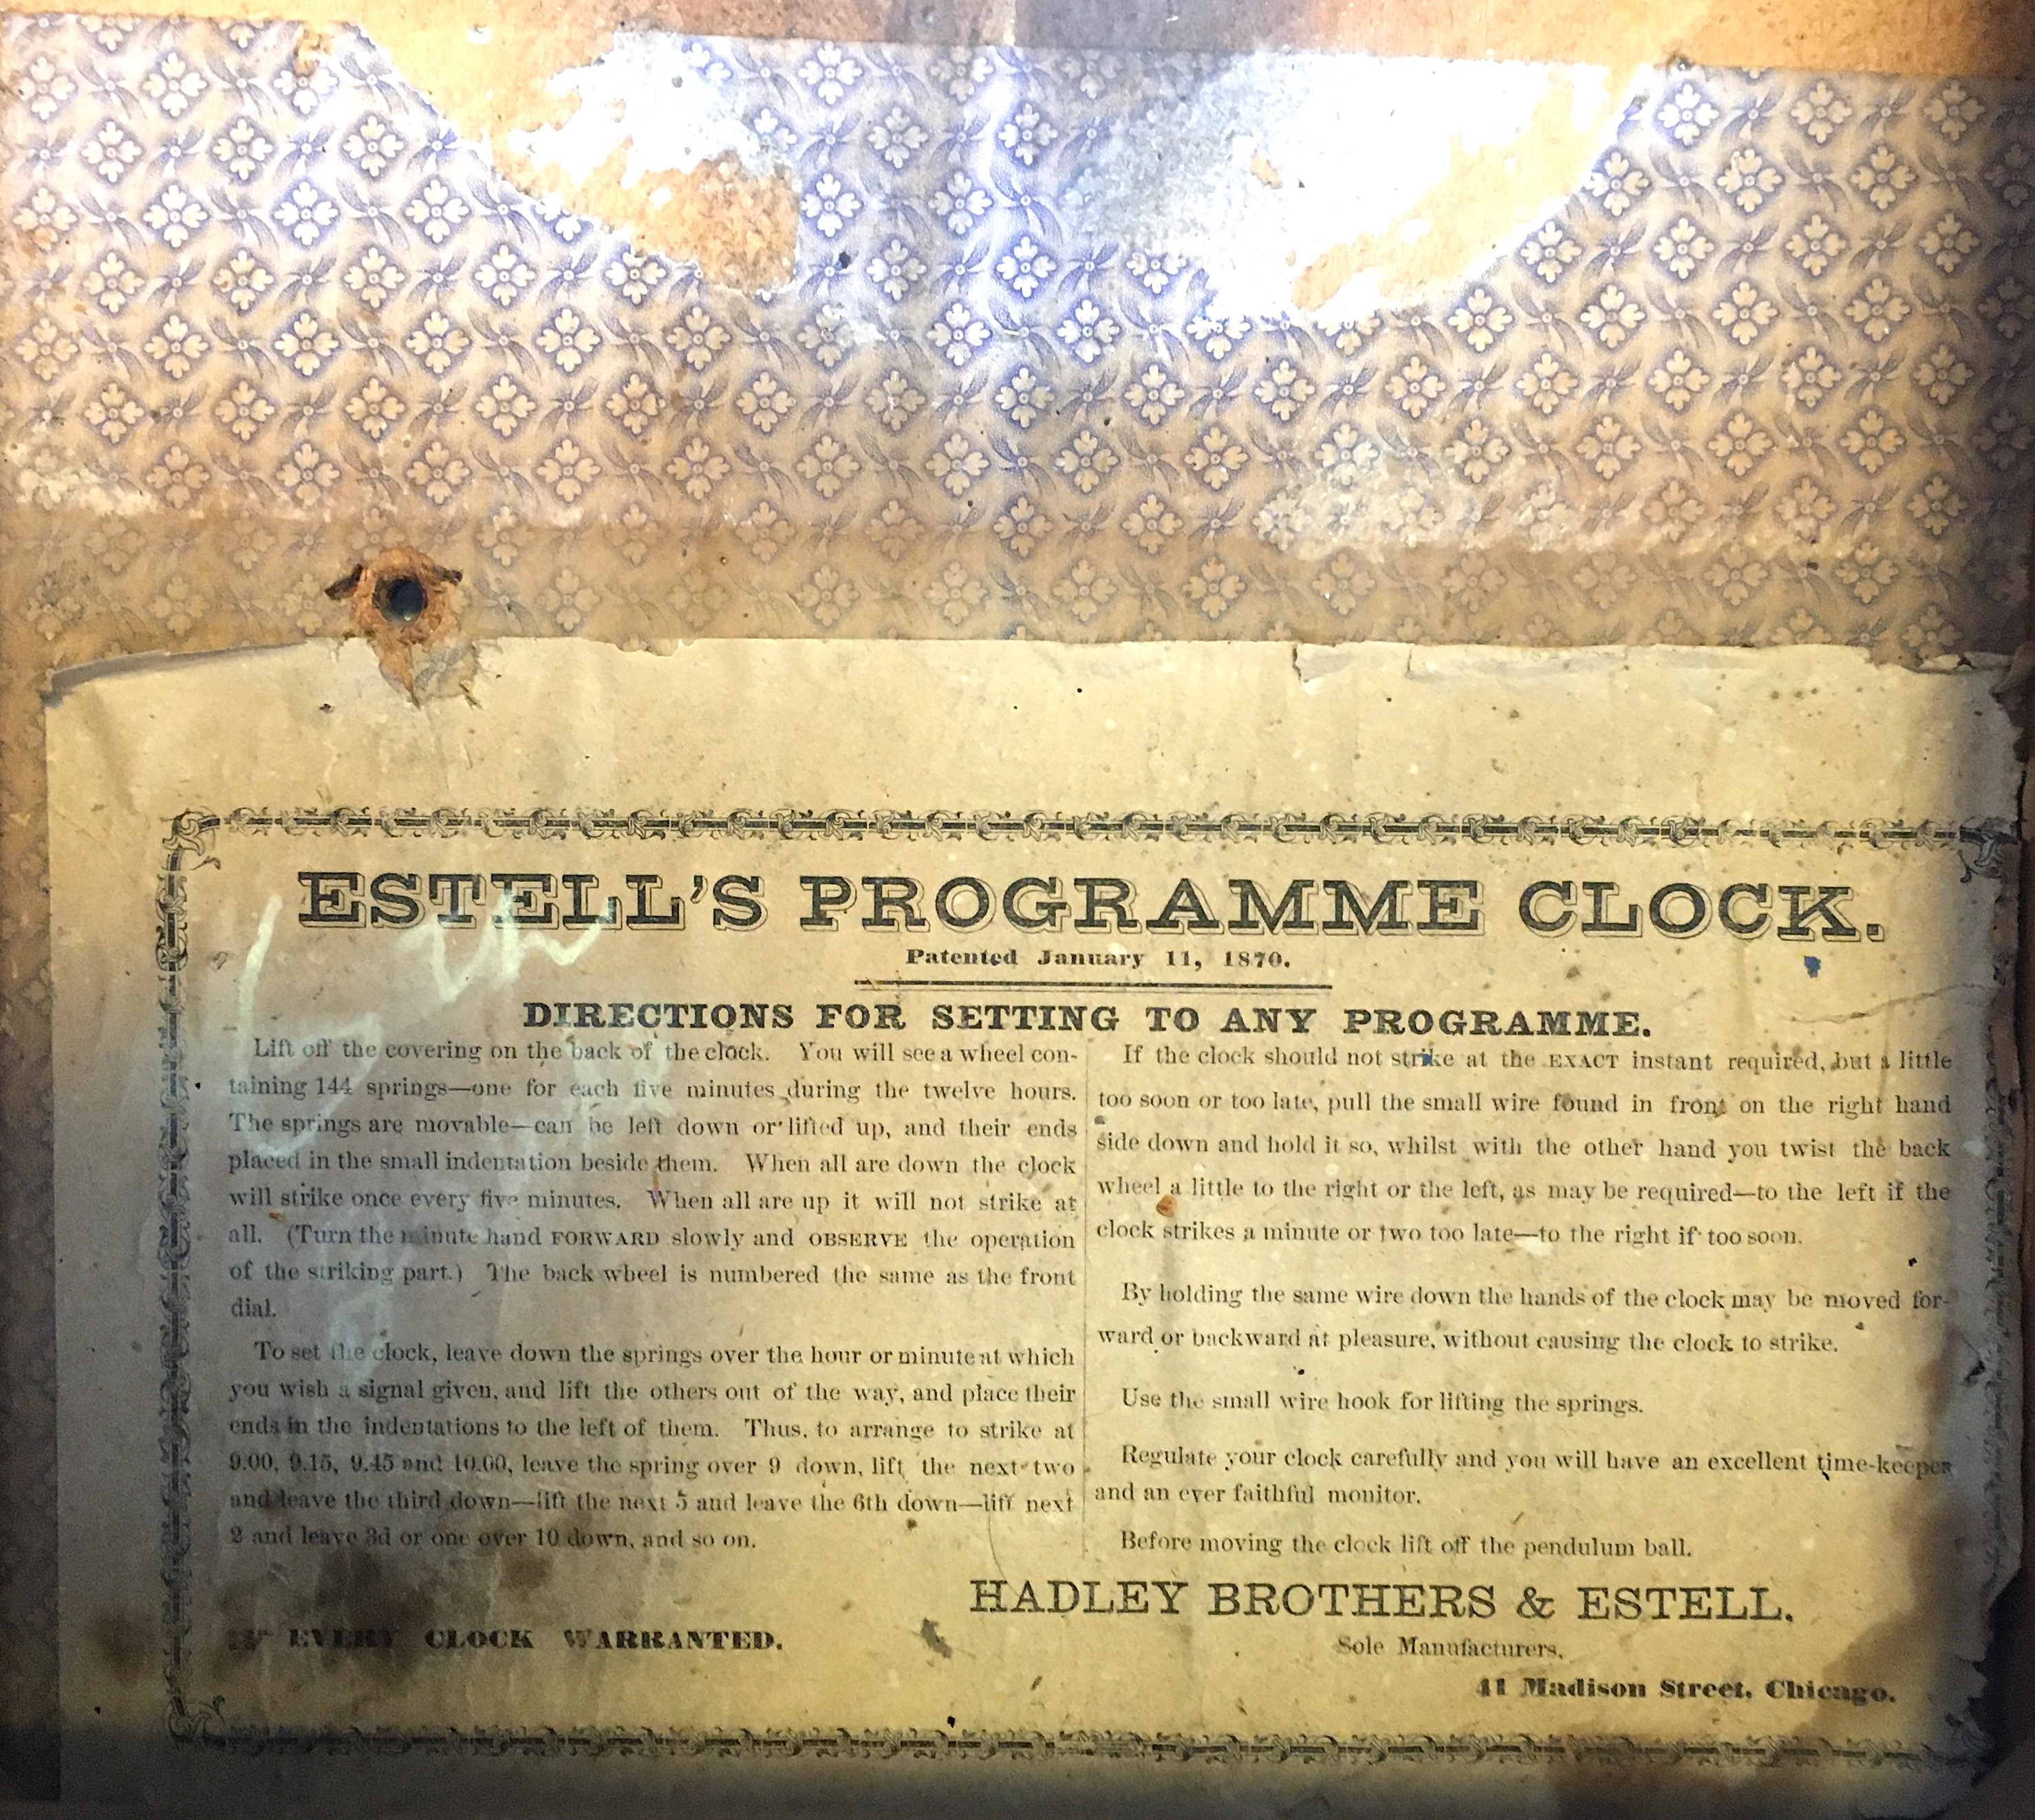 ESTELL'S PROGRAMME CLOCK.
Patented January 11, 1870.
DIRECTIONS FOR SETTING TO ANY PROGRAMME.
Lift off the covering on the back of the clock. You will see a wheel con-
taining 144 springs—one for each five minutes during the twelve hours.
The springs are movable—can be left down or lifted up, and their ends
placed in the small indentation beside them. When all are down the clock
will strike once every five minutes. When all are up it will not strike at
all. (Turn the minute hand FORWARD slowly and OBSERVE the operation
of the striking part.) The back wheel is numbered the same as the front
dial.
To set the clock, leave down the springs over the hour or minute at which
you wish a signal given, and lift the others out of the way, and place their
ends in the indentations to the left of them. Thus, to arrange to strike at
9.00, 9.15, 9.45 and 10.00, leave the spring over 9 down, lift the next two
and leave the third down—lift the next 5 and leave the 6th down—lift next
2 and leave 3d or one over 10 down, and so on.
EVERY CLOCK WARRANTED.
If the clock should not strike at the EXACT instant required, but a little
too soon or too late, pull the small wire found in front on the right hand
side down and hold it so, whilst with the other hand you twist the back
wheel a little to the right or the left, as may be required—to the left if the
clock strikes a minute or two too late—to the right if too soon.
By holding the same wire down the hands of the clock may be moved for-
ward or backward at pleasure, without causing the clock to strike.
Use the small wire hook for lifting the springs.
Regulate your clock carefully and you will have an excellent time-keeper
and an ever faithful monitor.
Before moving the clock lift off the pendulum ball.
HADLEY BROTHERS & ESTELL,
Sole Manufacturers,
41 Madison Street, Chicago.